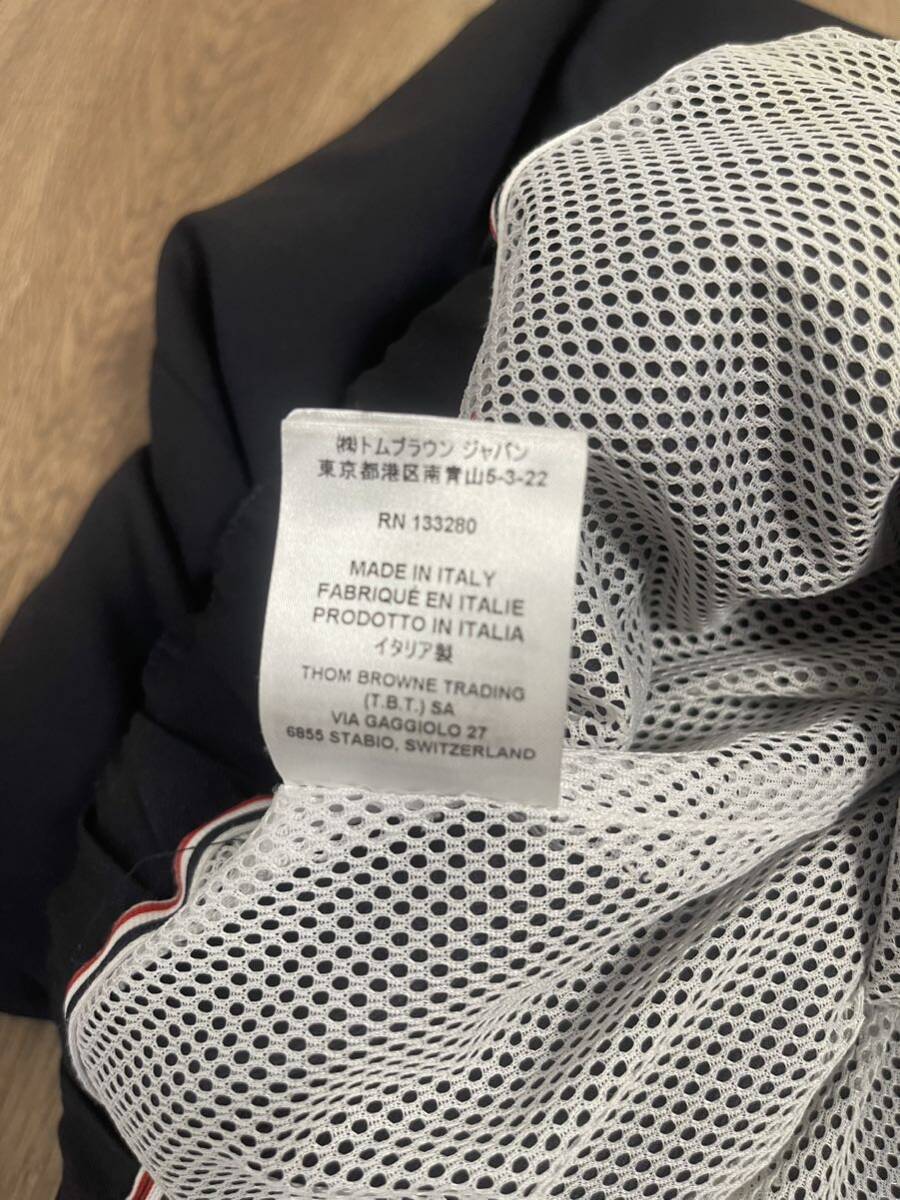 ㈱トムブラウン ジャパン
東京都港区南青山5-3-22
RN 133280
MADE IN ITALY
FABRIQUÉ EN ITALIE
PRODOTTO IN ITALIA
イタリア製
THOM BROWNE TRADING
(T.B.T.) SA
VIA GAGGIOLO 27
6855 STABIO, SWITZERLAND